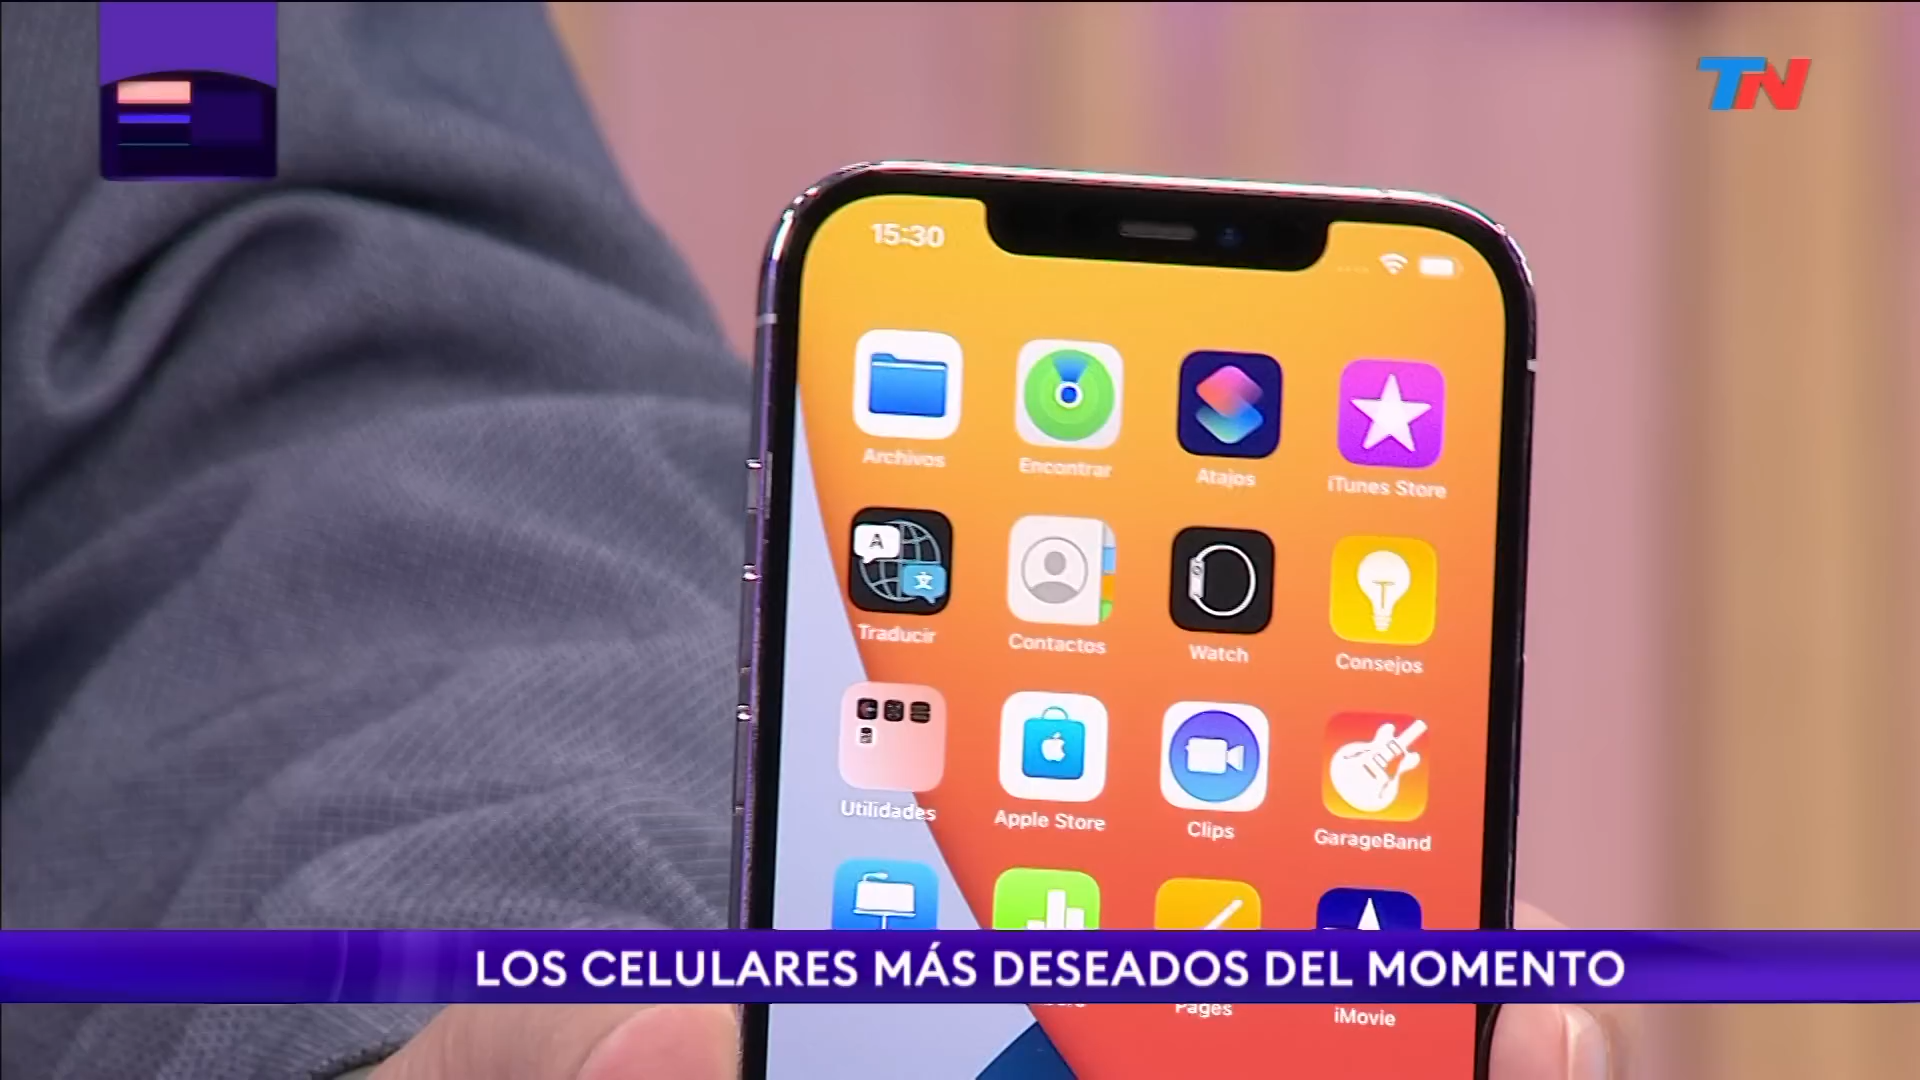 TN
15:30
Archivos Encontrar Atajos iTunes Store
A 文
Traducir Contactos Watch Consejos
Utilidades Apple Store Clips GarageBand
LOS CELULARES MÁS DESEADOS DEL MOMENTO
Pages iMovie